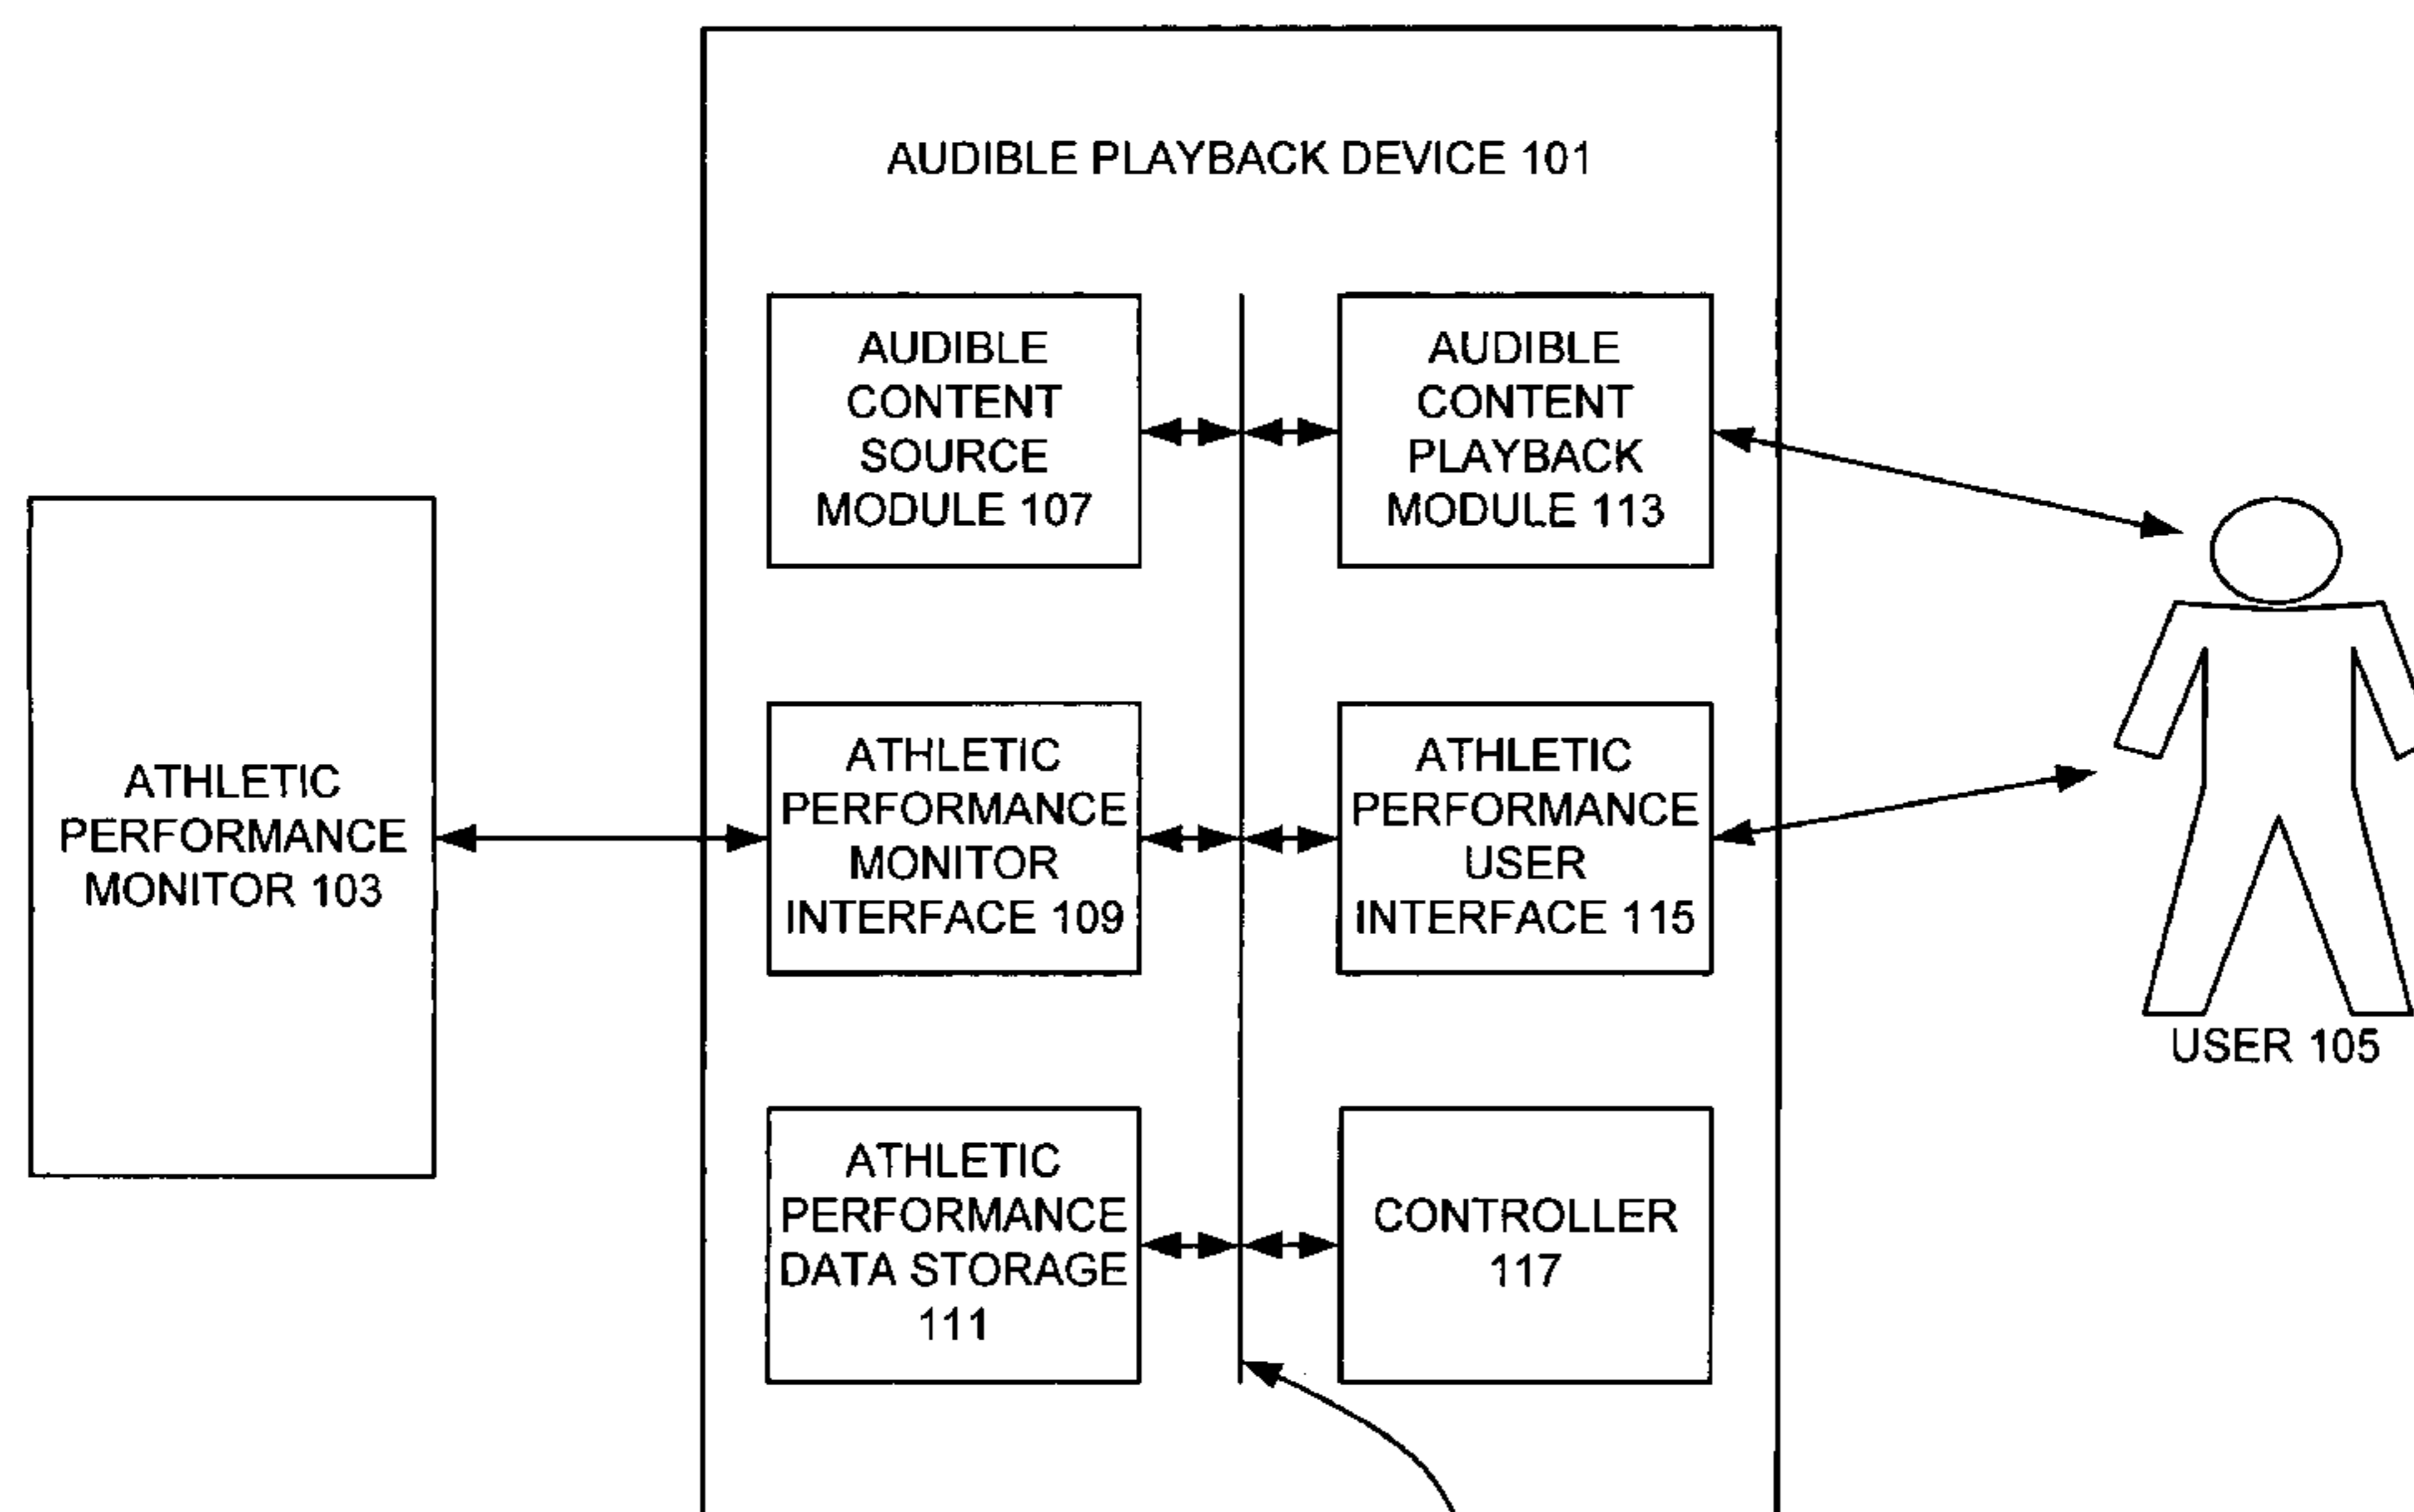 AUDIBLE PLAYBACK DEVICE 101
AUDIBLE
CONTENT
SOURCE
MODULE 107
AUDIBLE
CONTENT
PLAYBACK
MODULE 113
ATHLETIC
PERFORMANCE
MONITOR 103
ATHLETIC
PERFORMANCE
MONITOR
INTERFACE 109
ATHLETIC
PERFORMANCE
USER
INTERFACE 115
USER 105
ATHLETIC
PERFORMANCE
DATA STORAGE
111
CONTROLLER
117